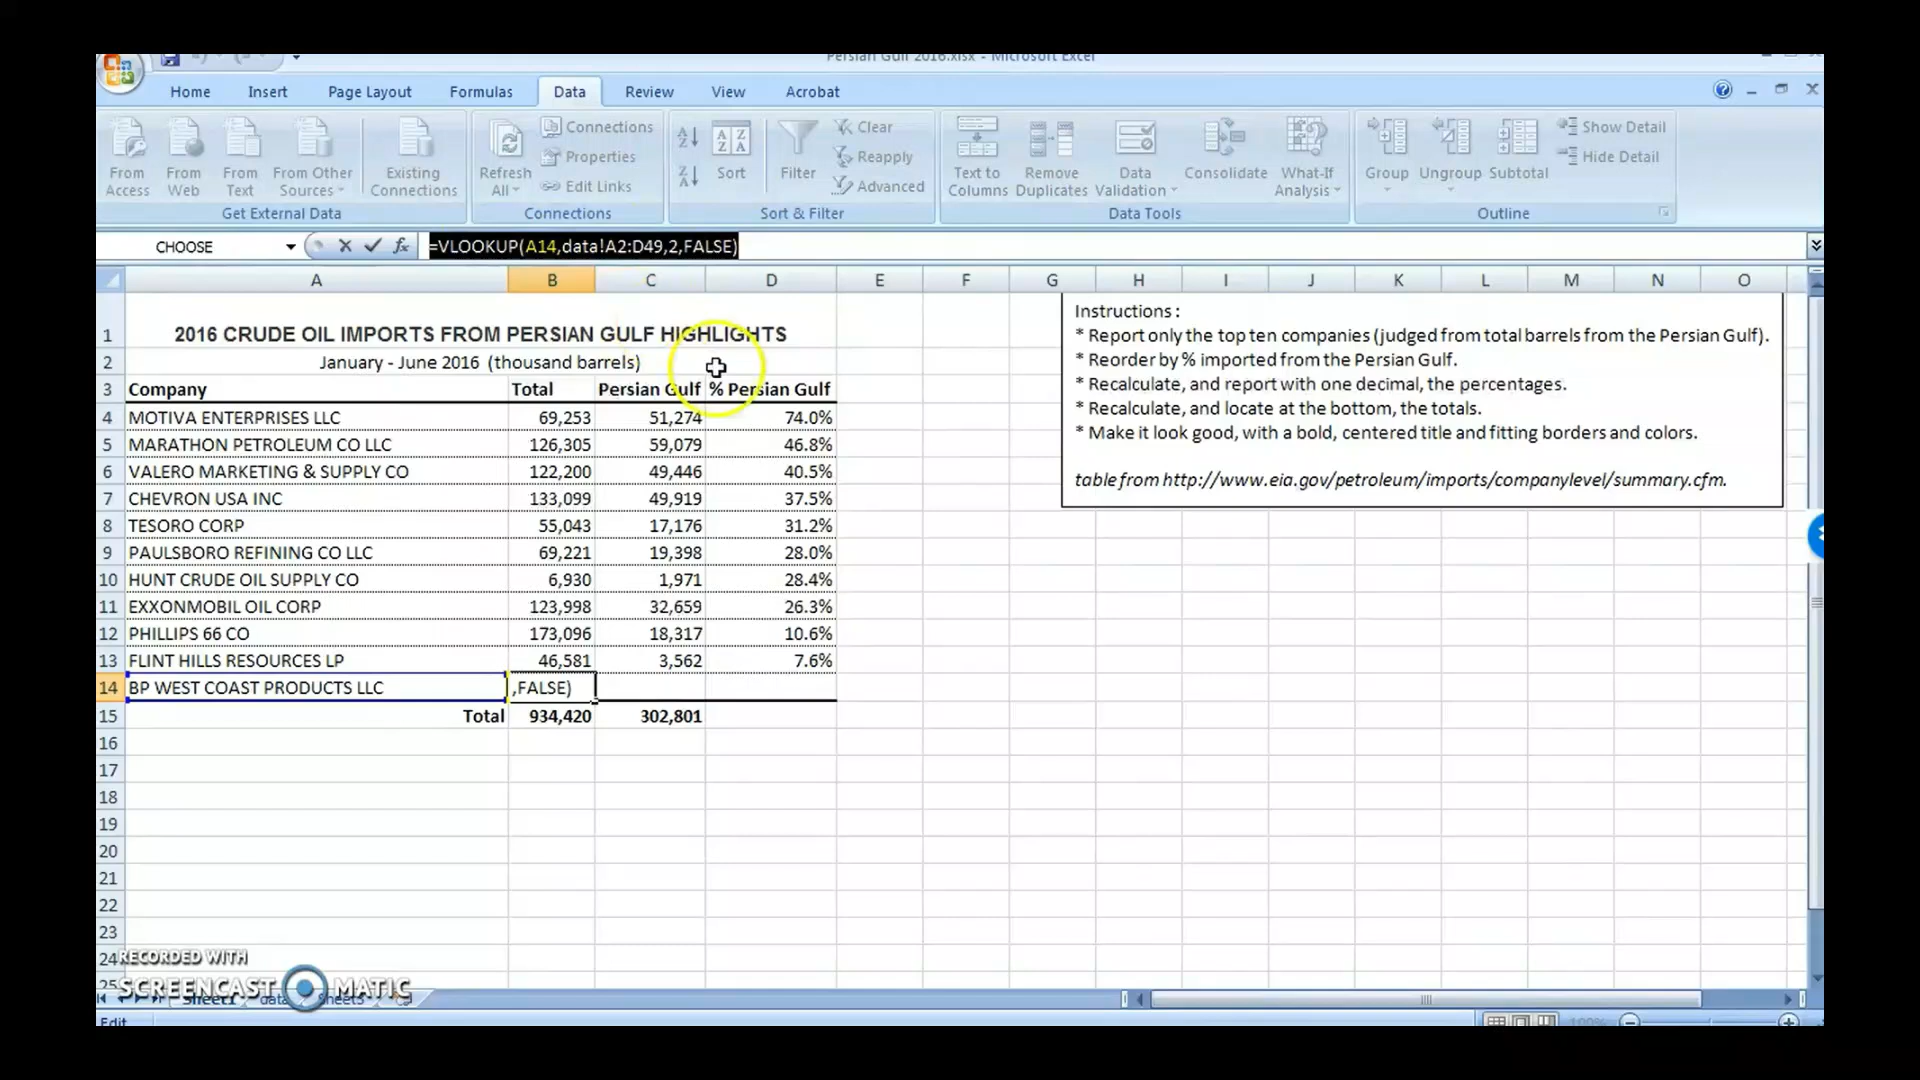 Persian Gulf 2016.xlsx - Microsoft Excel
Home Insert Page Layout Formulas Data Review View Acrobat
From Access
From Web
From Text
From Other Sources
Existing Connections
Get External Data
Refresh All
Connections
Properties
Edit Links
Connections
Sort
Filter
Clear
Reapply
Advanced
Sort & Filter
Text to Columns
Remove Duplicates
Data Validation
Consolidate
What-If Analysis
Data Tools
Group
Ungroup
Subtotal
Show Detail
Hide Detail
Outline
CHOOSE fx =VLOOKUP(A14,data!A2:D49,2,FALSE)
A B C D E F G H I J K L M N O
1 2016 CRUDE OIL IMPORTS FROM PERSIAN GULF HIGHLIGHTS
2 January - June 2016 (thousand barrels)
3 Company Total Persian Gulf % Persian Gulf
4 MOTIVA ENTERPRISES LLC 69,253 51,274 74.0%
5 MARATHON PETROLEUM CO LLC 126,305 59,079 46.8%
6 VALERO MARKETING & SUPPLY CO 122,200 49,446 40.5%
7 CHEVRON USA INC 133,099 49,919 37.5%
8 TESORO CORP 55,043 17,176 31.2%
9 PAULSBORO REFINING CO LLC 69,221 19,398 28.0%
10 HUNT CRUDE OIL SUPPLY CO 6,930 1,971 28.4%
11 EXXONMOBIL OIL CORP 123,998 32,659 26.3%
12 PHILLIPS 66 CO 173,096 18,317 10.6%
13 FLINT HILLS RESOURCES LP 46,581 3,562 7.6%
14 BP WEST COAST PRODUCTS LLC ,FALSE)
15 Total 934,420 302,801
16
17
18
19
20
21
22
23
24
25
Instructions :
* Report only the top ten companies (judged from total barrels from the Persian Gulf).
* Reorder by % imported from the Persian Gulf.
* Recalculate, and report with one decimal, the percentages.
* Recalculate, and locate at the bottom, the totals.
* Make it look good, with a bold, centered title and fitting borders and colors.
table from http://www.eia.gov/petroleum/imports/companylevel/summary.cfm.
RECORDED WITH
SCREENCAST MATIC
Sheet1 data Sheet3
Edit
100%